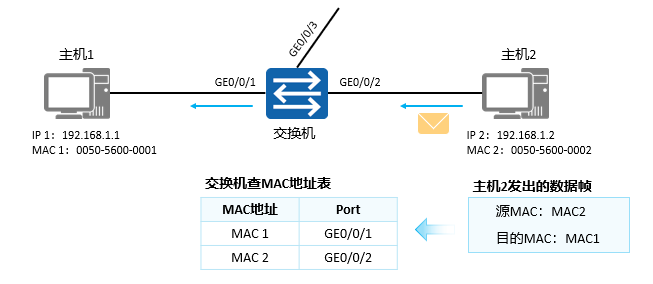 GE0/0/3
主机1
主机2
GE0/0/1
GE0/0/2
交换机
IP 1：192.168.1.1
MAC 1：0050-5600-0001
IP 2：192.168.1.2
MAC 2：0050-5600-0002
交换机查MAC地址表
MAC地址 Port
MAC 1 GE0/0/1
MAC 2 GE0/0/2
主机2发出的数据帧
源MAC：MAC2
目的MAC：MAC1